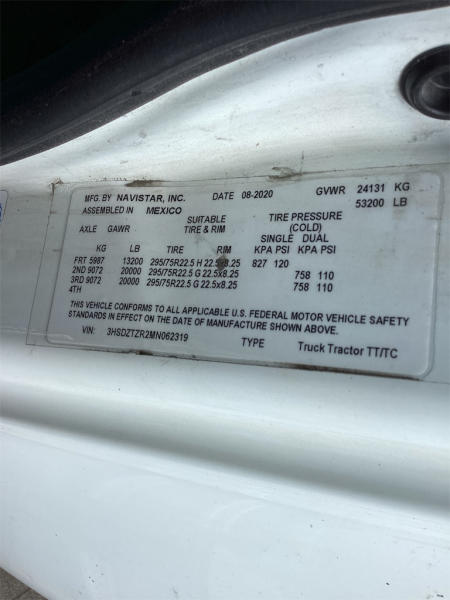 MFG. BY NAVISTAR, INC. DATE 08-2020 GVWR 24131 KG
ASSEMBLED IN MEXICO 53200 LB
SUITABLE TIRE PRESSURE
AXLE GAWR TIRE & RIM (COLD)
SINGLE DUAL
KG LB TIRE RIM KPA PSI KPA PSI
FRT 5987 13200 295/75R22.5 H 22.5x8.25 827 120
2ND 9072 20000 295/75R22.5 G 22.5x8.25 758 110
3RD 9072 20000 295/75R22.5 G 22.5x8.25 758 110
4TH
THIS VEHICLE CONFORMS TO ALL APPLICABLE U.S. FEDERAL MOTOR VEHICLE SAFETY
STANDARDS IN EFFECT ON THE DATE OF MANUFACTURE SHOWN ABOVE.
VIN: 3HSDZTZR2MN062319 TYPE Truck Tractor TT/TC